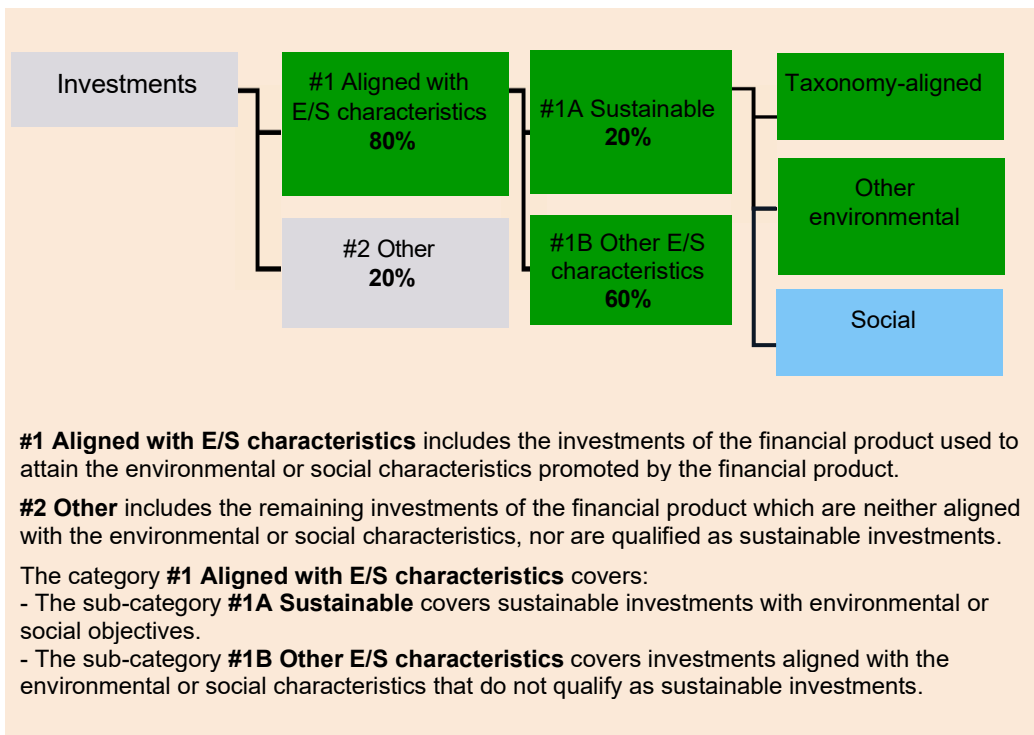 Investments
#1 Aligned with
E/S characteristics
80%
#2 Other
20%
#1A Sustainable
20%
#1B Other E/S
characteristics
60%
Taxonomy-aligned
Other
environmental
Social
#1 Aligned with E/S characteristics includes the investments of the financial product used to
attain the environmental or social characteristics promoted by the financial product.
#2 Other includes the remaining investments of the financial product which are neither aligned
with the environmental or social characteristics, nor are qualified as sustainable investments.
The category #1 Aligned with E/S characteristics covers:
- The sub-category #1A Sustainable covers sustainable investments with environmental or
social objectives.
- The sub-category #1B Other E/S characteristics covers investments aligned with the
environmental or social characteristics that do not qualify as sustainable investments.